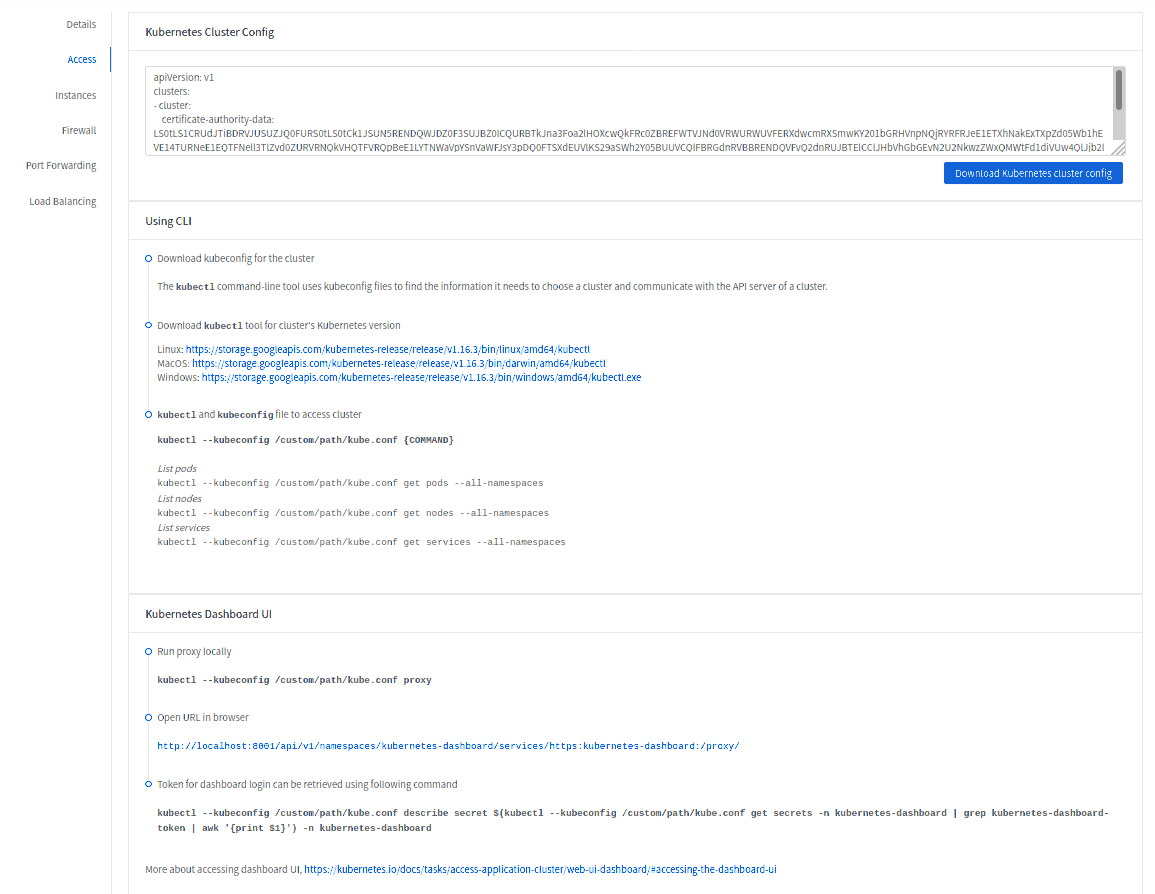 Details
Access
Instances
Firewall
Port Forwarding
Load Balancing
Kubernetes Cluster Config
apiVersion: v1
clusters:
- cluster:
certificate-authority-data:
Download Kubernetes cluster config
Using CLI
Download kubeconfig for the cluster
The kubectl command-line tool uses kubeconfig files to find the information it needs to choose a cluster and communicate with the API server of a cluster.
Download kubectl tool for cluster's Kubernetes version
Linux: https://storage.googleapis.com/kubernetes-release/release/v1.16.3/bin/linux/amd64/kubectl
MacOS: https://storage.googleapis.com/kubernetes-release/release/v1.16.3/bin/darwin/amd64/kubectl
Windows: https://storage.googleapis.com/kubernetes-release/release/v1.16.3/bin/windows/amd64/kubectl.exe
kubectl and kubeconfig file to access cluster
kubectl --kubeconfig /custom/path/kube.conf {COMMAND}
List pods
kubectl --kubeconfig /custom/path/kube.conf get pods --all-namespaces
List nodes
kubectl --kubeconfig /custom/path/kube.conf get nodes --all-namespaces
List services
kubectl --kubeconfig /custom/path/kube.conf get services --all-namespaces
Kubernetes Dashboard UI
Run proxy locally
kubectl --kubeconfig /custom/path/kube.conf proxy
Open URL in browser
http://localhost:8001/api/v1/namespaces/kubernetes-dashboard/services/https:kubernetes-dashboard:/proxy/
Token for dashboard login can be retrieved using following command
kubectl --kubeconfig /custom/path/kube.conf describe secret $(kubectl --kubeconfig /custom/path/kube.conf get secrets -n kubernetes-dashboard | grep kubernetes-dashboard-
token | awk '{print $1}') -n kubernetes-dashboard
More about accessing dashboard UI, https://kubernetes.io/docs/tasks/access-application-cluster/web-ui-dashboard/#accessing-the-dashboard-ui